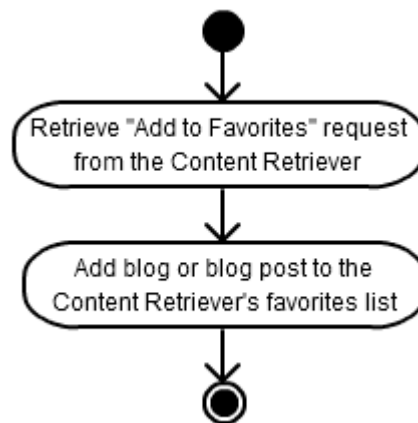 Retrieve "Add to Favorites" request
from the Content Retriever
Add blog or blog post to the
Content Retriever's favorites list